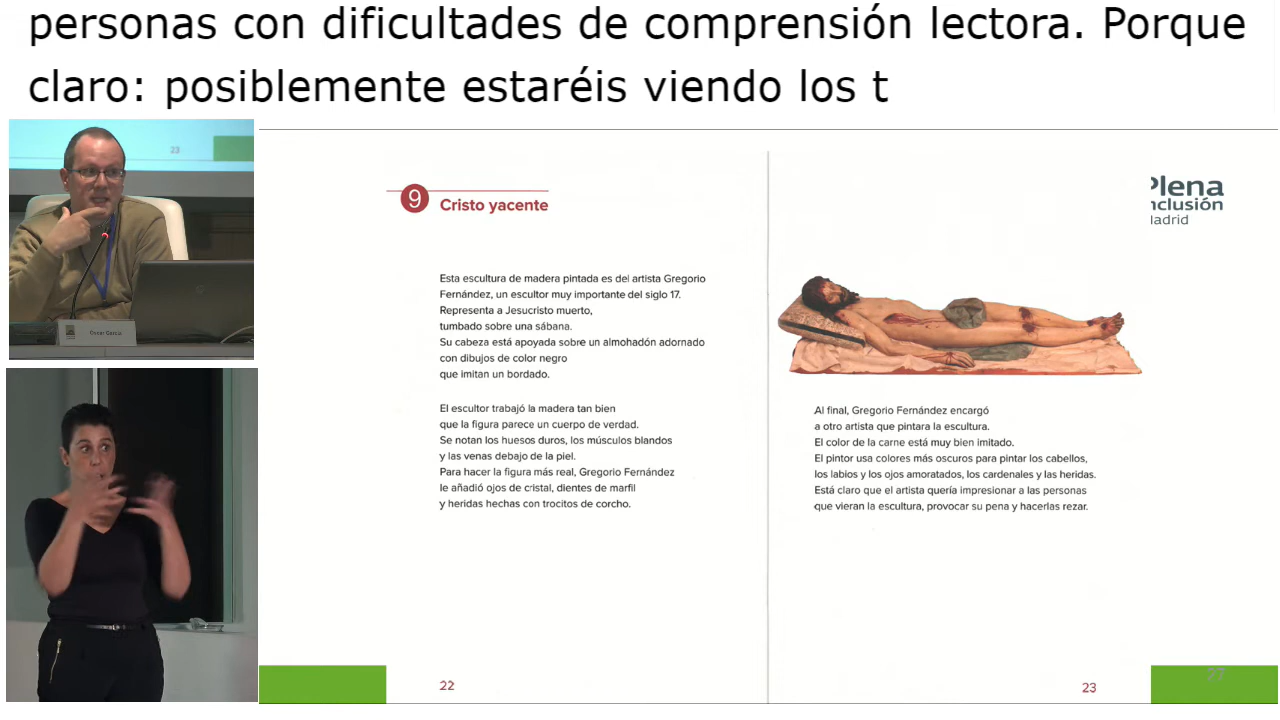 personas con dificultades de comprensión lectora. Porque
claro: posiblemente estaréis viendo los t
23
Óscar García
9 Cristo yacente
Esta escultura de madera pintada es del artista Gregorio
Fernández, un escultor muy importante del siglo 17.
Representa a Jesucristo muerto,
tumbado sobre una sábana.
Su cabeza está apoyada sobre un almohadón adornado
con dibujos de color negro
que imitan un bordado.
El escultor trabajó la madera tan bien
que la figura parece un cuerpo de verdad.
Se notan los huesos duros, los músculos blandos
y las venas debajo de la piel.
Para hacer la figura más real, Gregorio Fernández
le añadió ojos de cristal, dientes de marfil
y heridas hechas con trocitos de corcho.
22
Plena
nclusión
Madrid
Al final, Gregorio Fernández encargó
a otro artista que pintara la escultura.
El color de la carne está muy bien imitado.
El pintor usa colores más oscuros para pintar los cabellos,
los labios y los ojos amoratados, los cardenales y las heridas.
Está claro que el artista quería impresionar a las personas
que vieran la escultura, provocar su pena y hacerlas rezar.
23
27